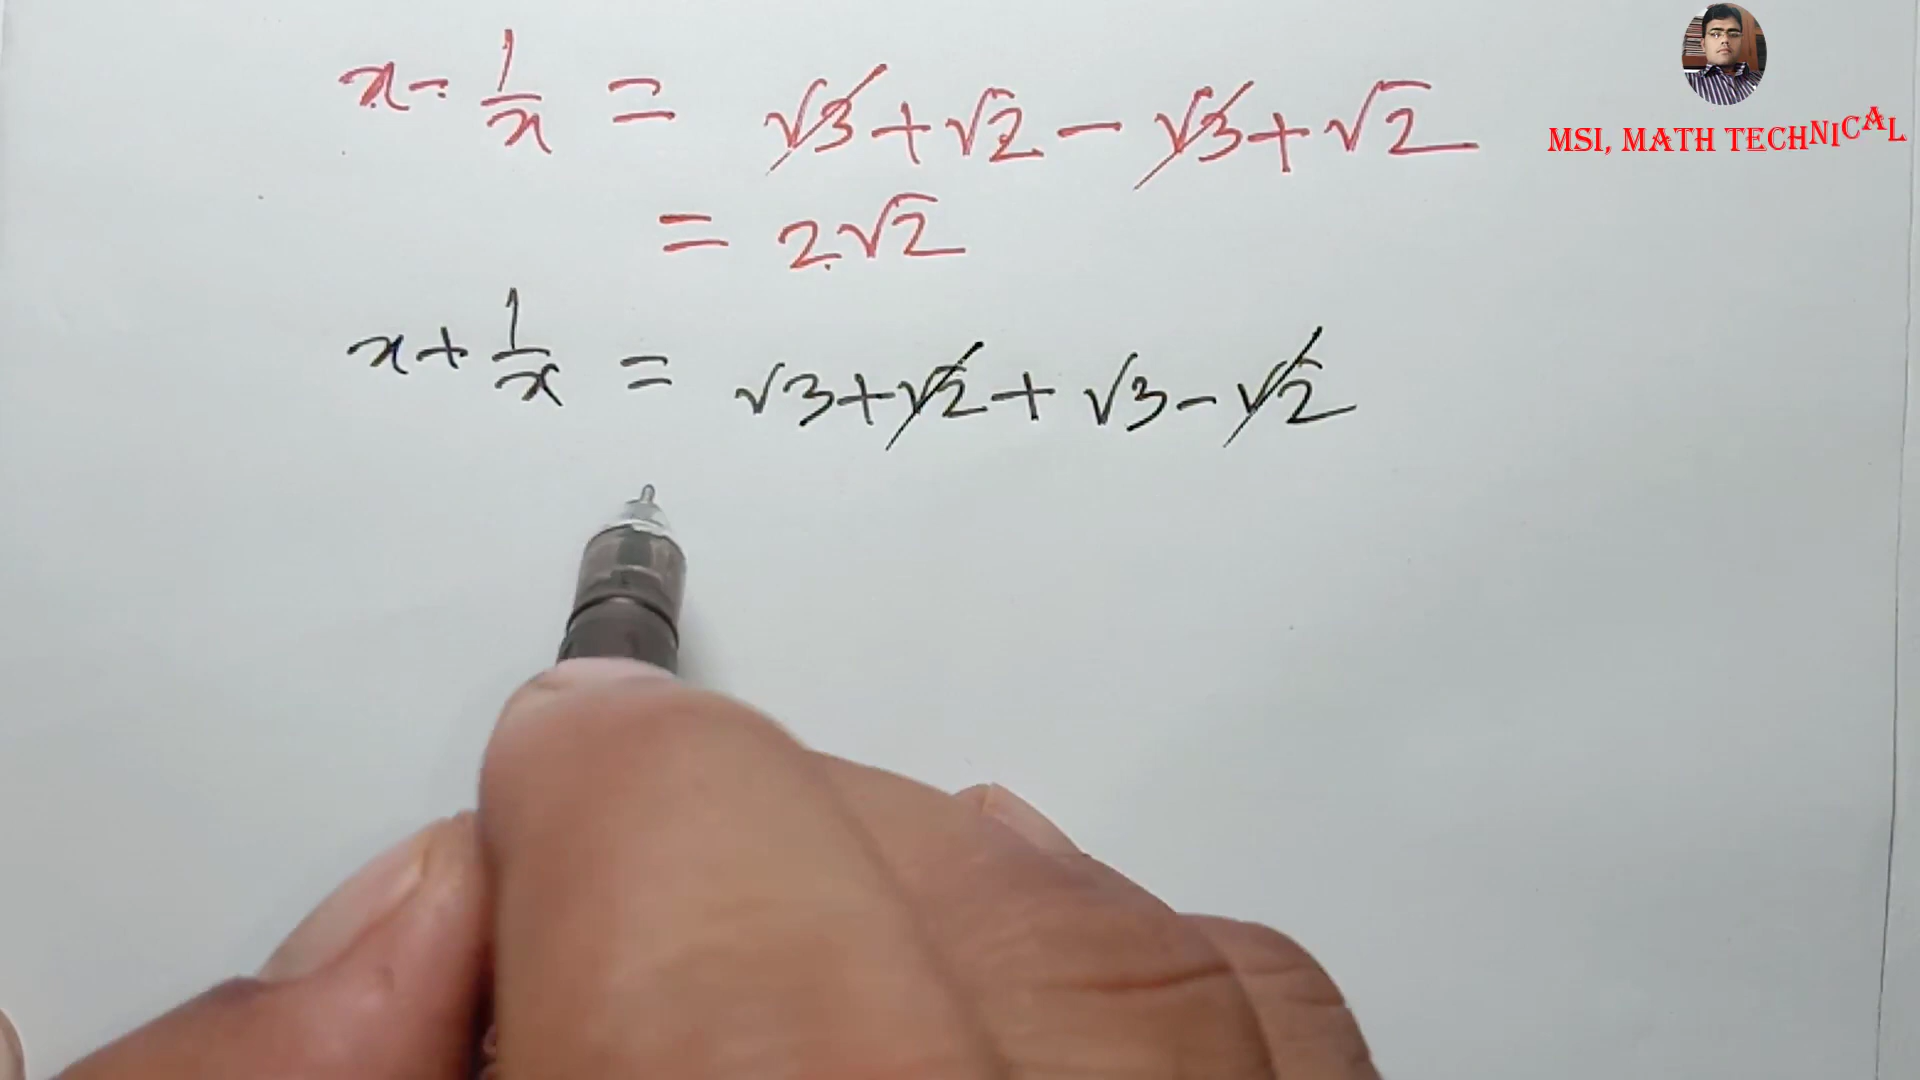 x - 1/x = √3 + √2 - √3 + √2
MSI, MATH TECHNICAL
= 2√2
x + 1/x = √3 + √2 + √3 - √2